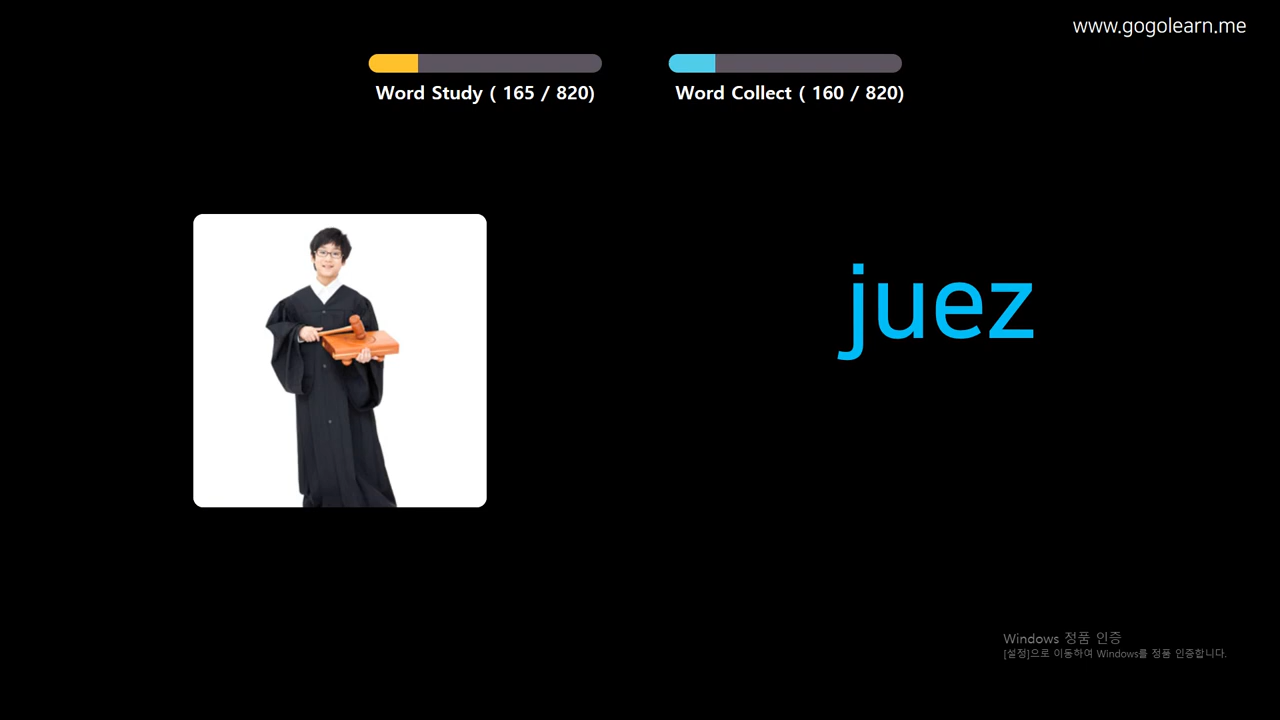 www.gogolearn.me
Word Study ( 165 / 820)
Word Collect ( 160 / 820)
juez
Windows 정품 인증
[설정]으로 이동하여 Windows를 정품 인증합니다.